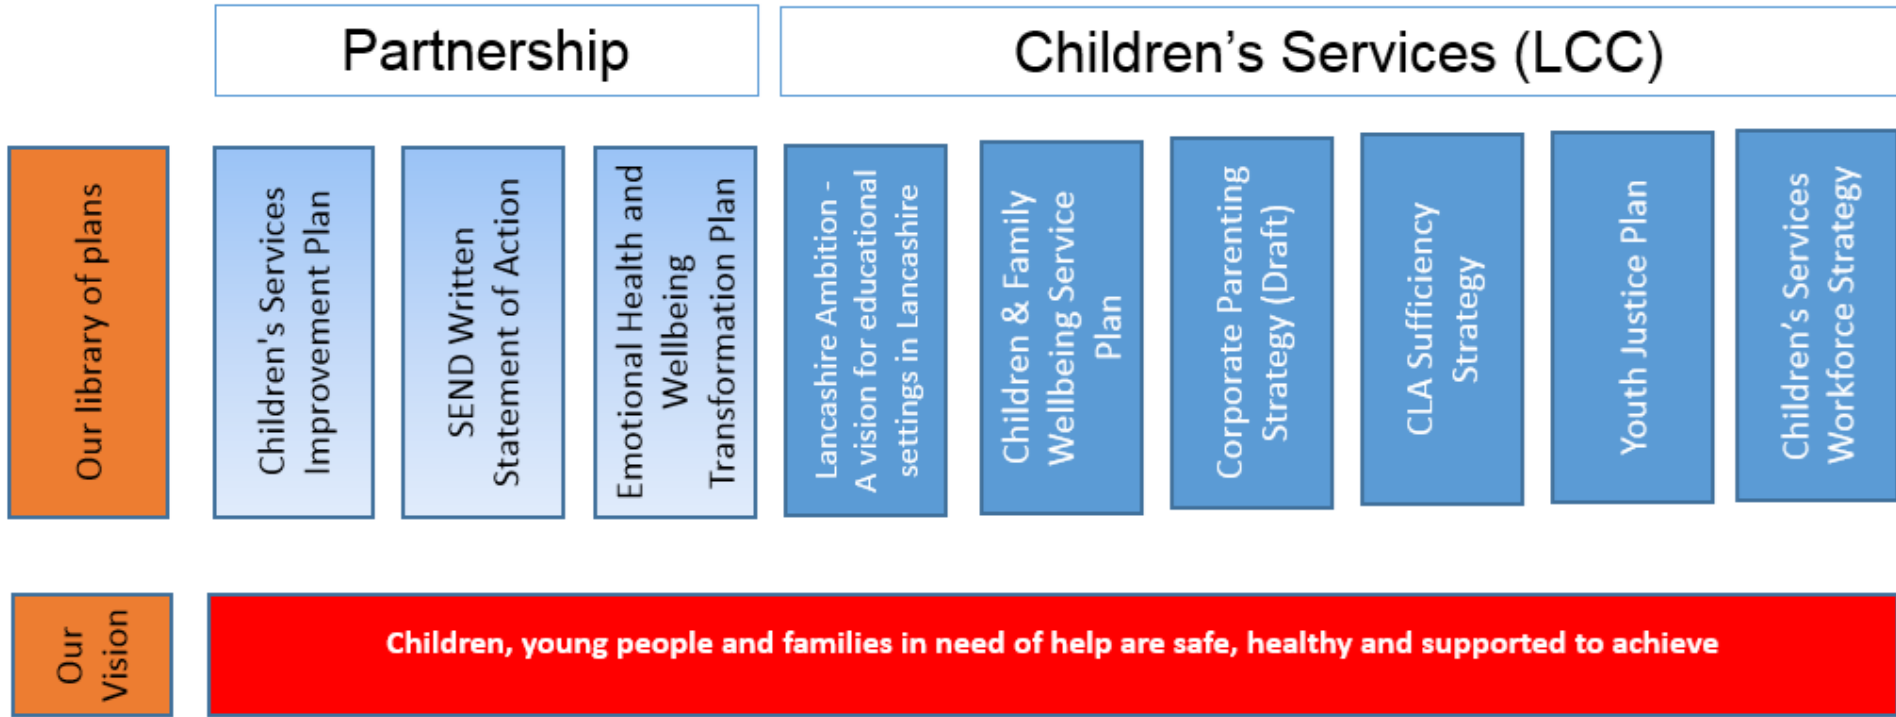 Partnership
Children’s Services (LCC)
Our library of plans
Children's Services
Improvement Plan
SEND Written
Statement of Action
Emotional Health and
Wellbeing
Transformation Plan
Lancashire Ambition -
A vision for educational
settings in Lancashire
Children & Family
Wellbeing Service
Plan
Corporate Parenting
Strategy (Draft)
CLA Sufficiency
Strategy
Youth Justice Plan
Children’s Services
Workforce Strategy
Our
Vision
Children, young people and families in need of help are safe, healthy and supported to achieve